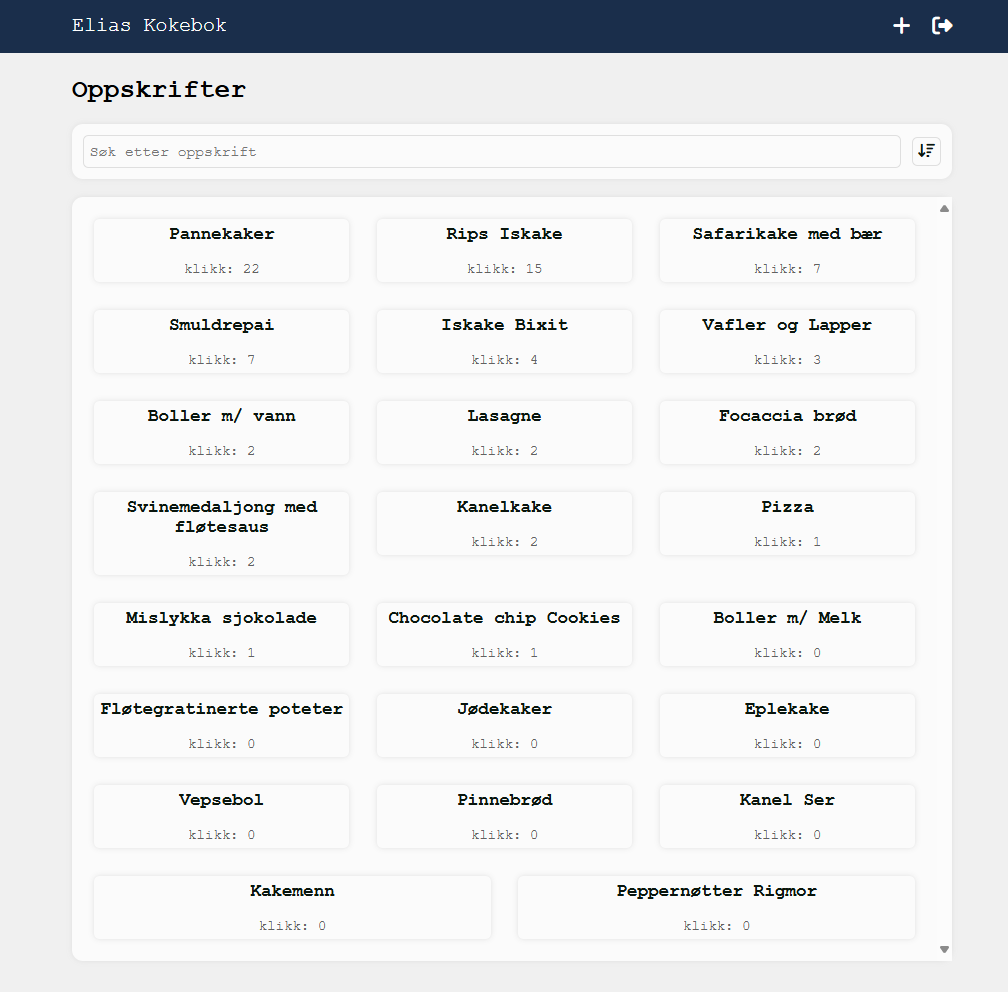 Elias Kokebok
Oppskrifter
Søk etter oppskrift
Pannekaker
klikk: 22
Rips Iskake
klikk: 15
Safarikake med bær
klikk: 7
Smuldrepai
klikk: 7
Iskake Bixit
klikk: 4
Vafler og Lapper
klikk: 3
Boller m/ vann
klikk: 2
Lasagne
klikk: 2
Focaccia brød
klikk: 2
Svinemedaljong med
fløtesaus
klikk: 2
Kanelkake
klikk: 2
Pizza
klikk: 1
Mislykka sjokolade
klikk: 1
Chocolate chip Cookies
klikk: 1
Boller m/ Melk
klikk: 0
Fløtegratinerte poteter
klikk: 0
Jødekaker
klikk: 0
Eplekake
klikk: 0
Vepsebol
klikk: 0
Pinnebrød
klikk: 0
Kanel Ser
klikk: 0
Kakemenn
klikk: 0
Peppernøtter Rigmor
klikk: 0